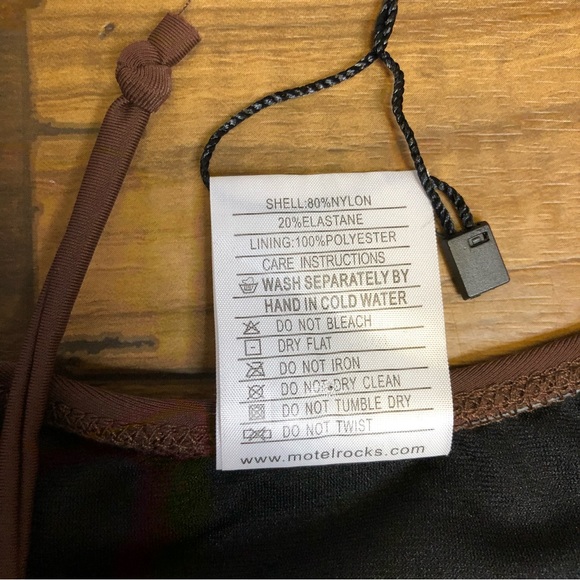 SHELL:80%NYLON
20%ELASTANE
LINING:100%POLYESTER
CARE INSTRUCTIONS
WASH SEPARATELY BY
HAND IN COLD WATER
DO NOT BLEACH
DRY FLAT
DO NOT IRON
DO NOT DRY CLEAN
DO NOT TUMBLE DRY
DO NOT TWIST
www.motelrocks.com